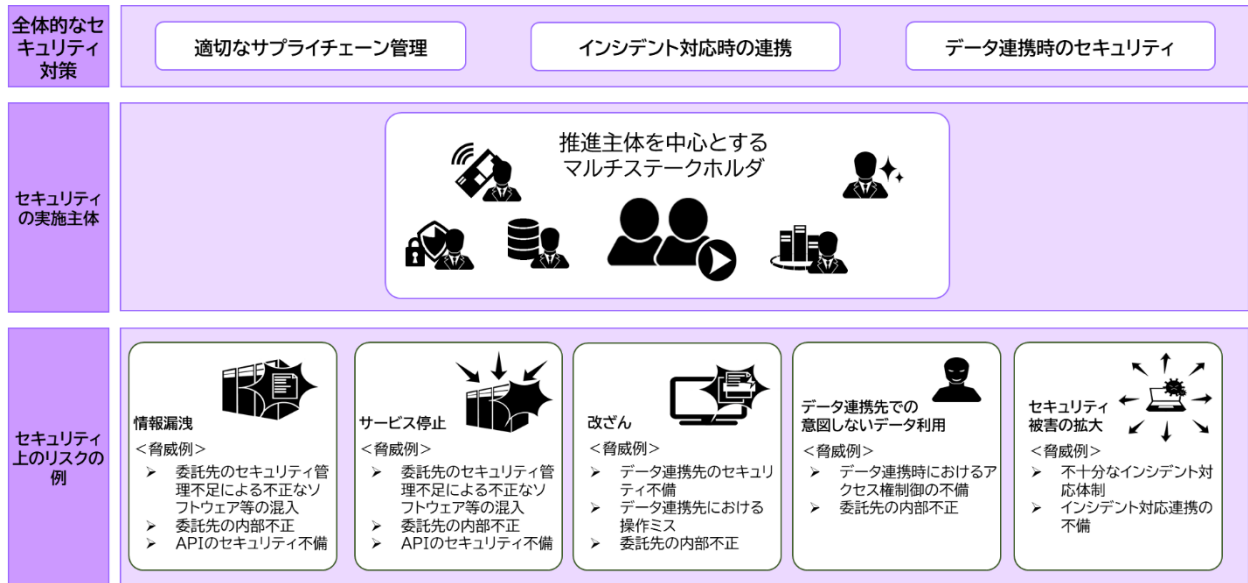 全体的なセ
キュリティ
対策
適切なサプライチェーン管理
インシデント対応時の連携
データ連携時のセキュリティ
セキュリティ
の実施主体
推進主体を中心とする
マルチステークホルダ
セキュリティ
上のリスクの
例
情報漏洩
＜脅威例＞
➢ 委託先のセキュリティ管
理不足による不正なソ
フトウェア等の混入
➢ 委託先の内部不正
➢ APIのセキュリティ不備
サービス停止
＜脅威例＞
➢ 委託先のセキュリティ管
理不足による不正なソ
フトウェア等の混入
➢ 委託先の内部不正
➢ APIのセキュリティ不備
改ざん
＜脅威例＞
➢ データ連携先のセキュリ
ティ不備
➢ データ連携先における
操作ミス
➢ 委託先の内部不正
データ連携先での
意図しないデータ利用
＜脅威例＞
➢ データ連携時におけるア
クセス権制御の不備
➢ 委託先の内部不正
セキュリティ
被害の拡大
＜脅威例＞
➢ 不十分なインシデント対
応体制
➢ インシデント対応連携の
不備